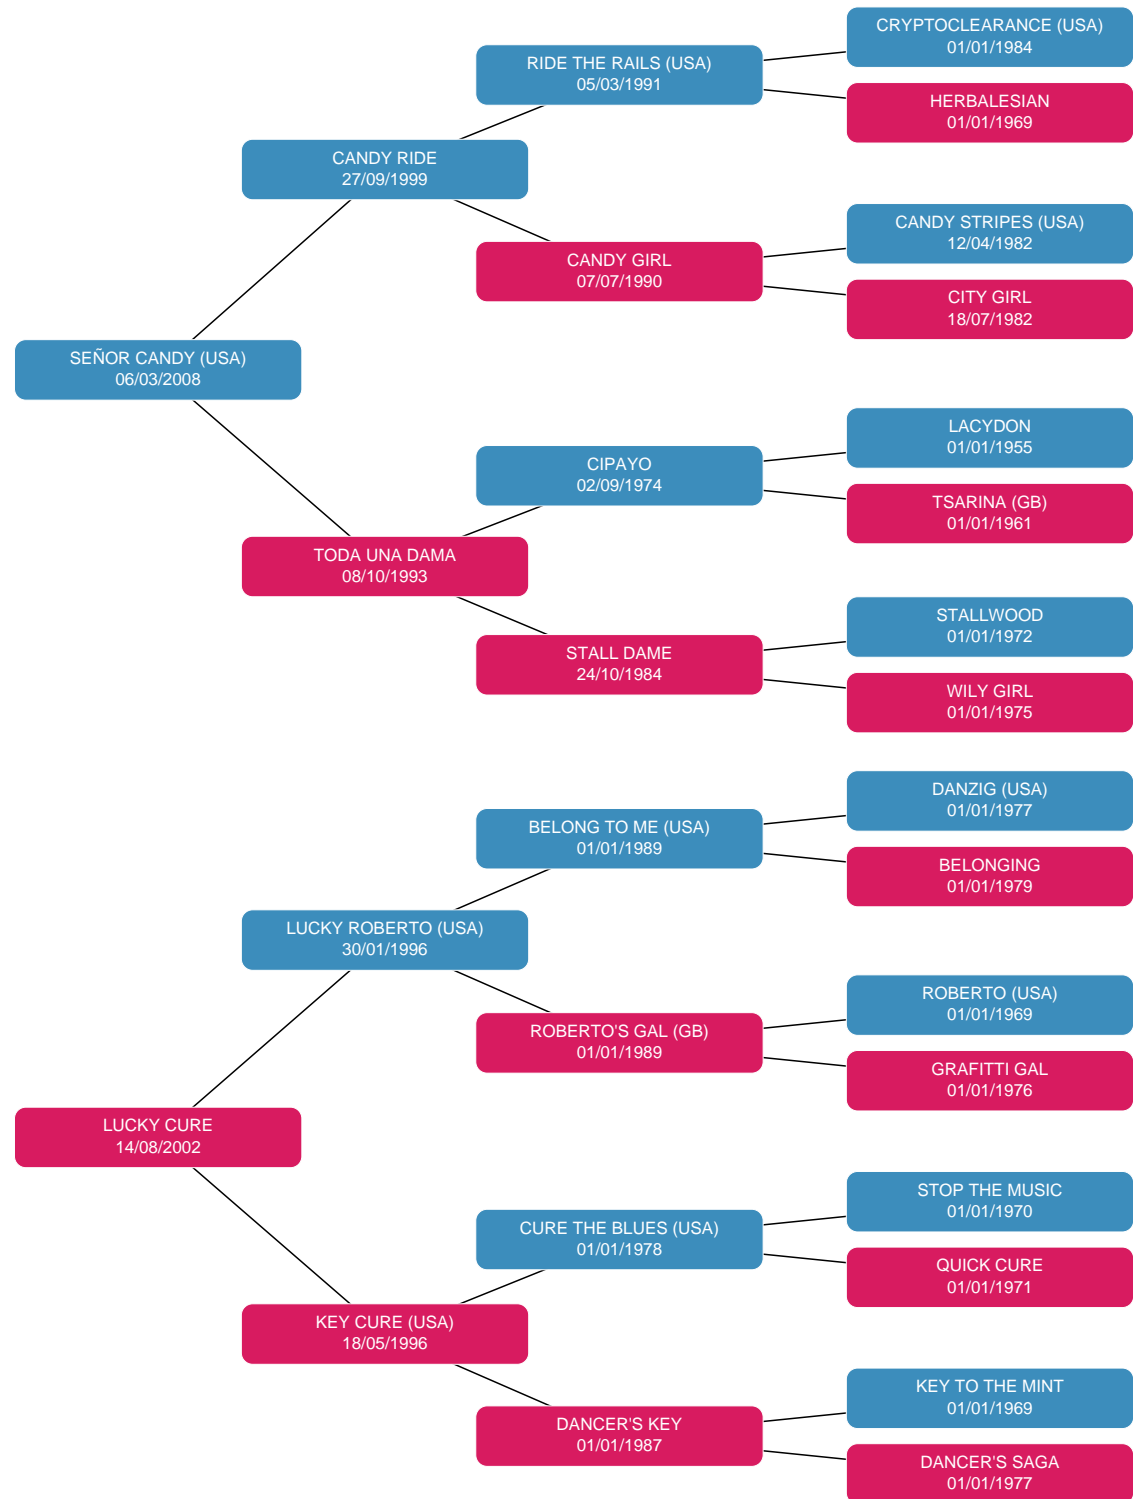 CRYPTOCLEARANCE (USA)
01/01/1984
RIDE THE RAILS (USA)
05/03/1991
HERBALESIAN
01/01/1969
CANDY RIDE
27/09/1999
CANDY STRIPES (USA)
12/04/1982
CANDY GIRL
07/07/1990
CITY GIRL
18/07/1982
SEÑOR CANDY (USA)
06/03/2008
LACYDON
01/01/1955
CIPAYO
02/09/1974
TSARINA (GB)
01/01/1961
TODA UNA DAMA
08/10/1993
STALLWOOD
01/01/1972
STALL DAME
24/10/1984
WILY GIRL
01/01/1975
DANZIG (USA)
01/01/1977
BELONG TO ME (USA)
01/01/1989
BELONGING
01/01/1979
LUCKY ROBERTO (USA)
30/01/1996
ROBERTO (USA)
01/01/1969
ROBERTO'S GAL (GB)
01/01/1989
GRAFITTI GAL
01/01/1976
LUCKY CURE
14/08/2002
STOP THE MUSIC
01/01/1970
CURE THE BLUES (USA)
01/01/1978
QUICK CURE
01/01/1971
KEY CURE (USA)
18/05/1996
KEY TO THE MINT
01/01/1969
DANCER'S KEY
01/01/1987
DANCER'S SAGA
01/01/1977